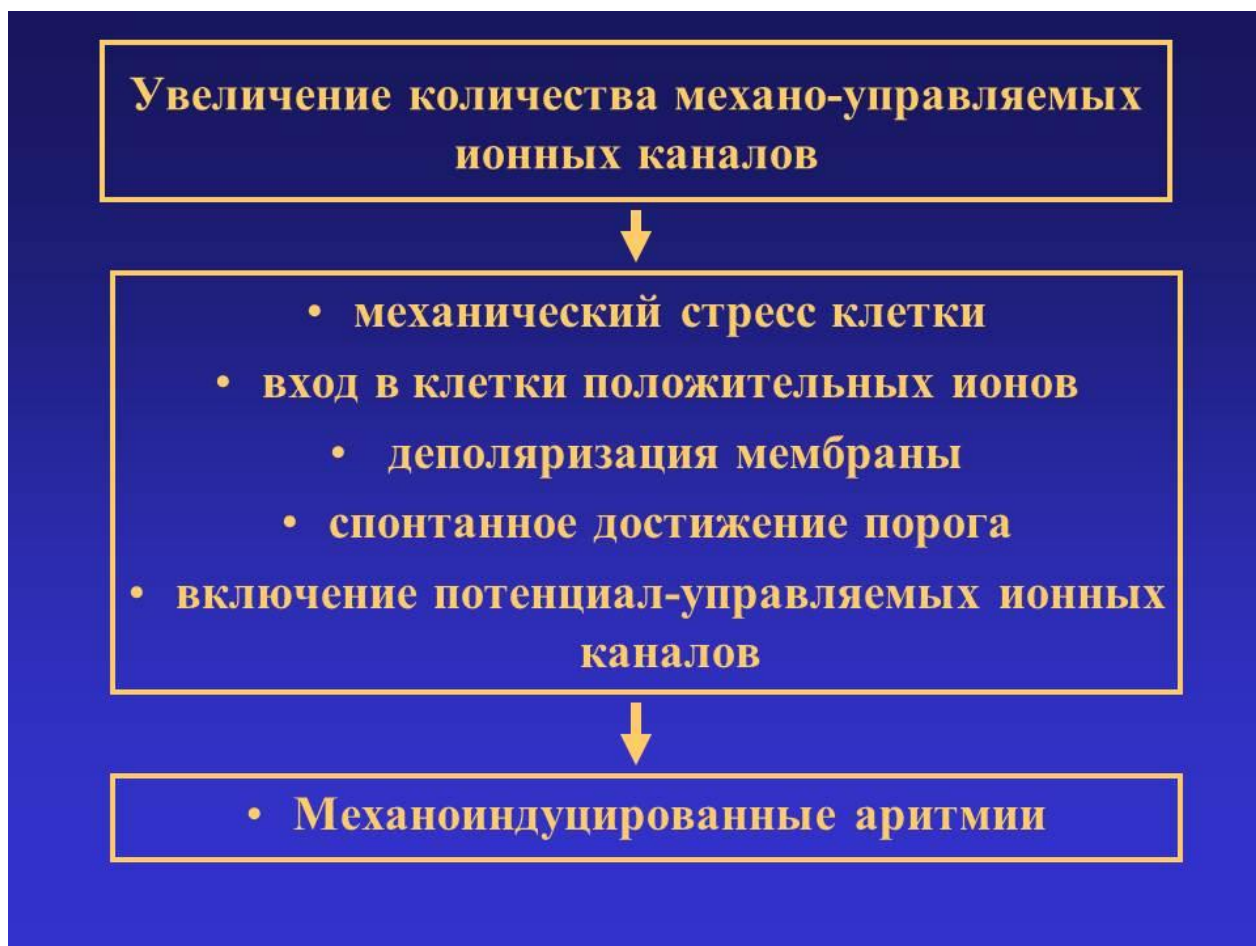 Увеличение количества механо-управляемых
ионных каналов
• механический стресс клетки
• вход в клетки положительных ионов
• деполяризация мембраны
• спонтанное достижение порога
• включение потенциал-управляемых ионных
каналов
• Механоиндуцированные аритмии